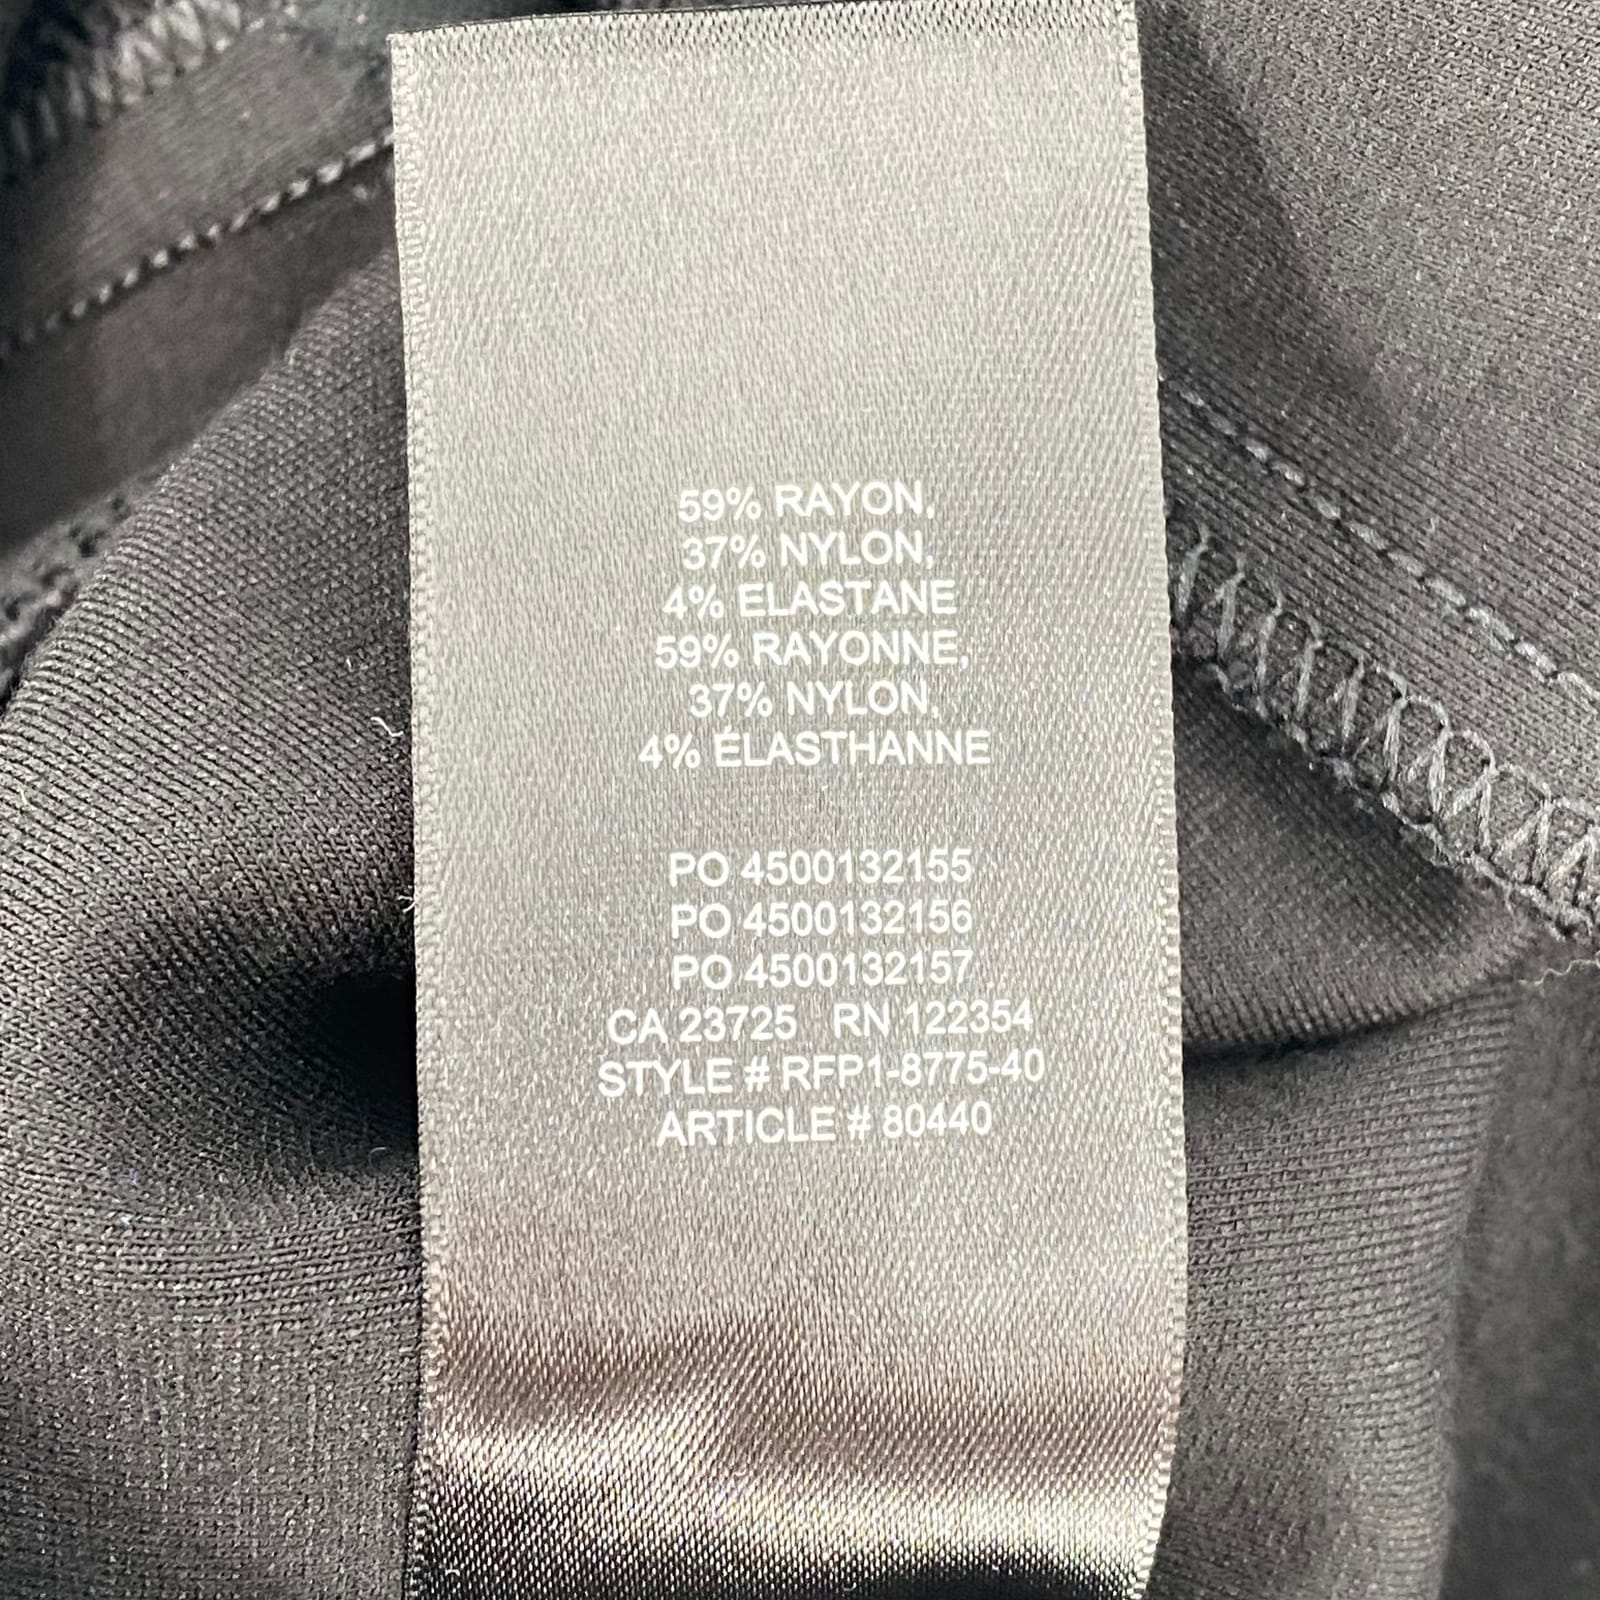 59% RAYON,
37% NYLON,
4% ELASTANE
59% RAYONNE,
37% NYLON,
4% ÉLASTHANNE
PO 4500132155
PO 4500132156
PO 4500132157
CA 23725 RN 122354
STYLE # RFP1-8775-40
ARTICLE # 80440